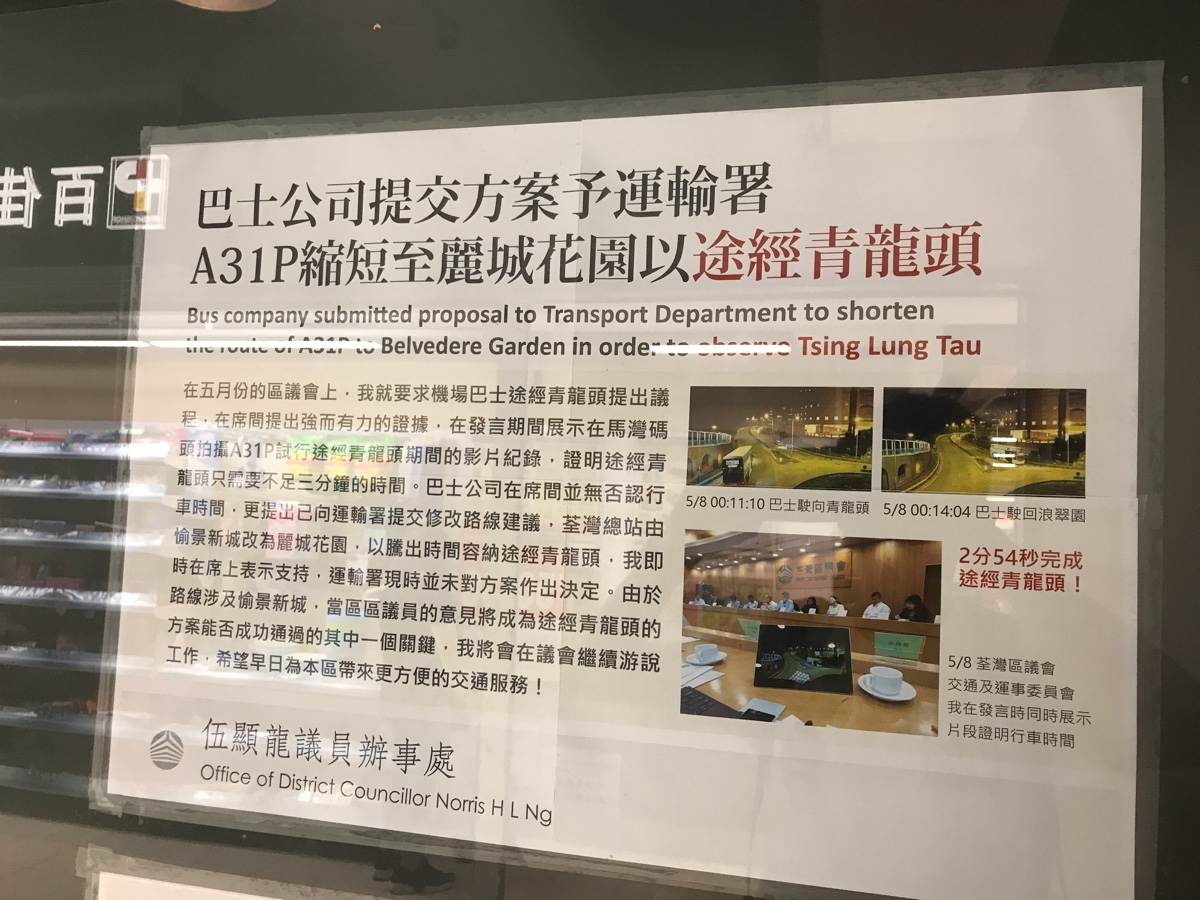 百佳
巴士公司提交方案予運輸署
A31P縮短至麗城花園以途經青龍頭
Bus company submitted proposal to Transport Department to shorten
the route of A31P to Belvedere Garden in order to observe Tsing Lung Tau
在五月份的區議會上，我就要求機場巴士途經青龍頭提出議
程，在席間提出強而有力的證據，在發言期間展示在馬灣碼
頭拍攝A31P試行途經青龍頭期間的影片紀錄，證明途經青
龍頭只需要不足三分鐘的時間。巴士公司在席間並無否認行
車時間，更提出已向運輸署提交修改路線建議，荃灣總站由
愉景新城改為麗城花園，以騰出時間容納途經青龍頭，我即
時在席上表示支持，運輸署現時並未對方案作出決定。由於
路線涉及愉景新城，當區區議員的意見將成為途經青龍頭的
方案能否成功通過的其中一個關鍵，我將會在議會繼續游說
工作，希望早日為本區帶來更方便的交通服務！
5/8 00:11:10 巴士駛向青龍頭
5/8 00:14:04 巴士駛回浪翠園
2分54秒完成
途經青龍頭！
5/8 荃灣區議會
交通及運事委員會
我在發言時同時展示
片段證明行車時間
伍顯龍議員辦事處
Office of District Councillor Norris H L Ng